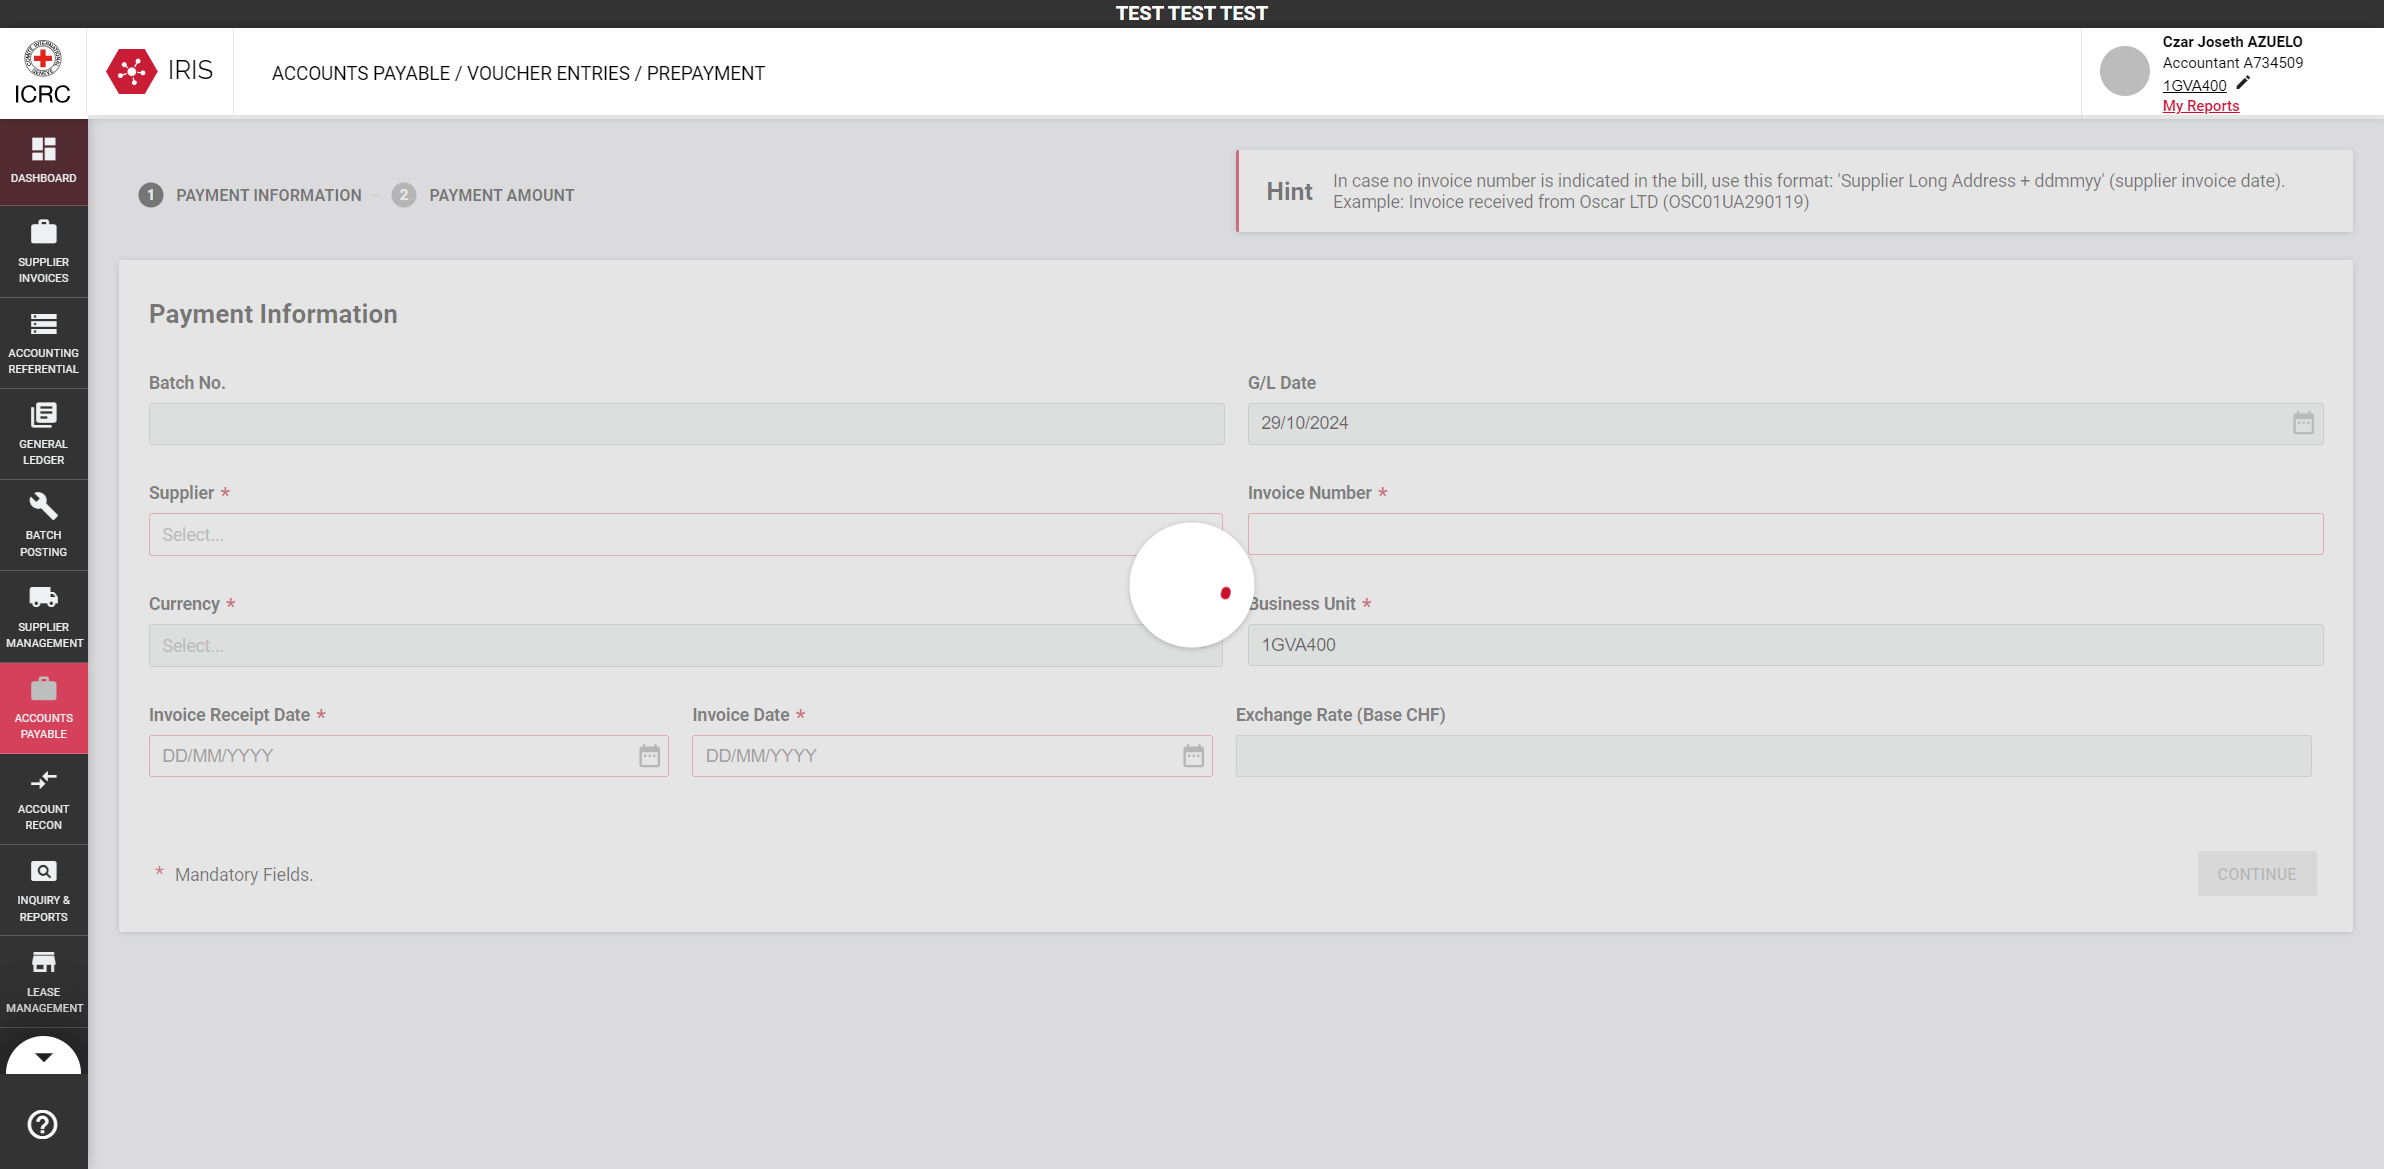 TEST TEST TEST
ICRC
IRIS
ACCOUNTS PAYABLE / VOUCHER ENTRIES / PREPAYMENT
Czar Joseth AZUELO
Accountant A734509
1GVA400
My Reports
DASHBOARD
SUPPLIER
INVOICES
ACCOUNTING
REFERENTIAL
GENERAL
LEDGER
BATCH
POSTING
SUPPLIER
MANAGEMENT
ACCOUNTS
PAYABLE
ACCOUNT
RECON
INQUIRY &
REPORTS
LEASE
MANAGEMENT
1 PAYMENT INFORMATION - 2 PAYMENT AMOUNT
Hint
In case no invoice number is indicated in the bill, use this format: 'Supplier Long Address + ddmmyy' (supplier invoice date).
Example: Invoice received from Oscar LTD (OSC01UA290119)
Payment Information
Batch No.
G/L Date
29/10/2024
Supplier *
Select...
Invoice Number *
Currency *
Select...
Business Unit *
1GVA400
Invoice Receipt Date *
DD/MM/YYYY
Invoice Date *
DD/MM/YYYY
Exchange Rate (Base CHF)
* Mandatory Fields.
CONTINUE